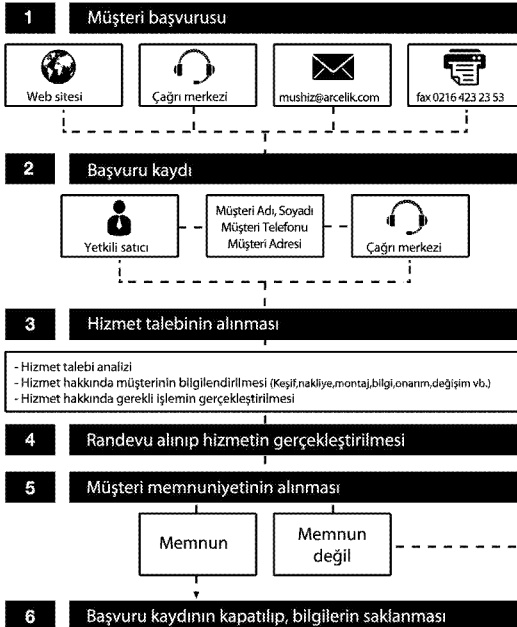 1 Müşteri başvurusu
Web sitesi
Çağrı merkezi
mushiz@arcelik.com
fax 0216 423 23 53
2 Başvuru kaydı
Yetkili satıcı
Müşteri Adı, Soyadı
Müşteri Telefonu
Müşteri Adresi
Çağrı merkezi
3 Hizmet talebinin alınması
- Hizmet talebi analizi
- Hizmet hakkında müşterinin bilgilendirilmesi (Keşif,nakliye,montaj,bilgi,onarım,değişim vb.)
- Hizmet hakkında gerekli işlemin gerçekleştirilmesi
4 Randevu alınıp hizmetin gerçekleştirilmesi
5 Müşteri memnuniyetinin alınması
Memnun
Memnun
değil
6 Başvuru kaydının kapatılıp, bilgilerin saklanması